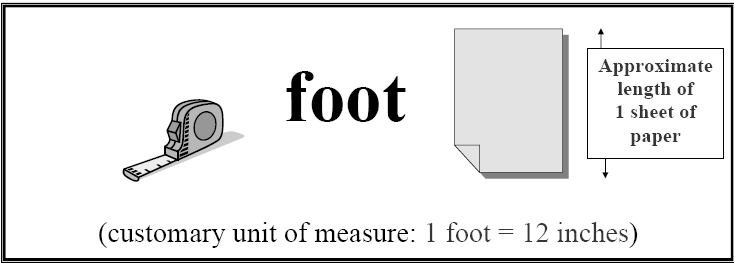 foot
Approximate
length of
1 sheet of
paper
(customary unit of measure: 1 foot = 12 inches)